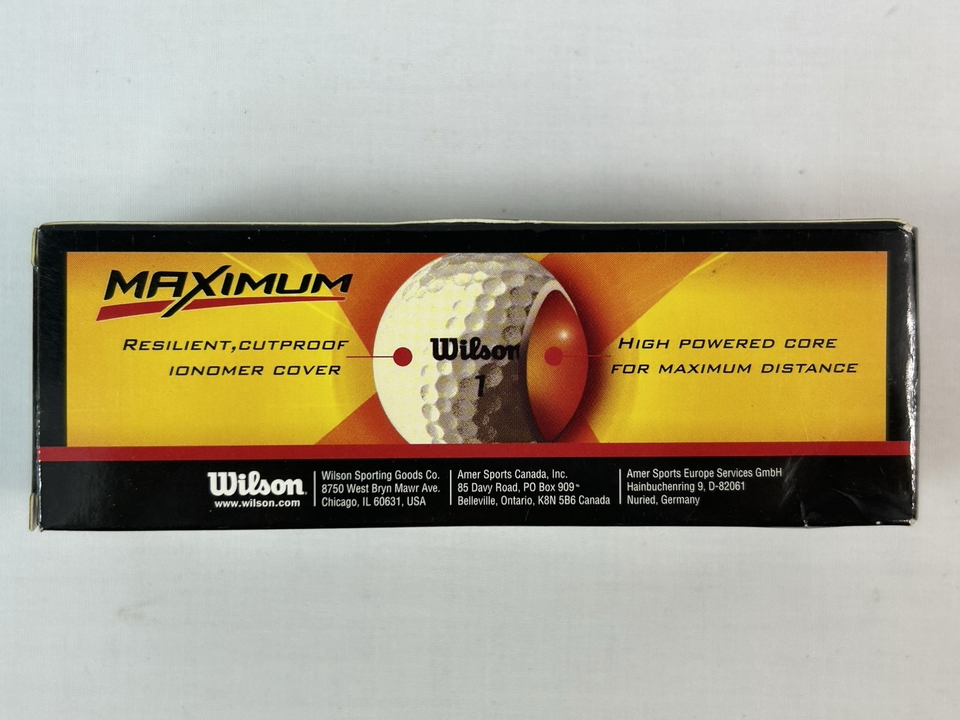 MAXIMUM
RESILIENT, CUTPROOF
IONOMER COVER
Wilson
1
HIGH POWERED CORE
FOR MAXIMUM DISTANCE
Wilson
www.wilson.com
Wilson Sporting Goods Co.
8750 West Bryn Mawr Ave.
Chicago, IL 60631, USA
Amer Sports Canada, Inc.
85 Davy Road, PO Box 909
Belleville, Ontario, K8N 5B6 Canada
Amer Sports Europe Services GmbH
Hainbuchenring 9, D-82061
Nuried, Germany